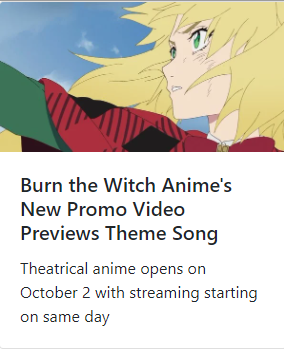 Burn the Witch Anime's
New Promo Video
Previews Theme Song
Theatrical anime opens on
October 2 with streaming starting
on same day